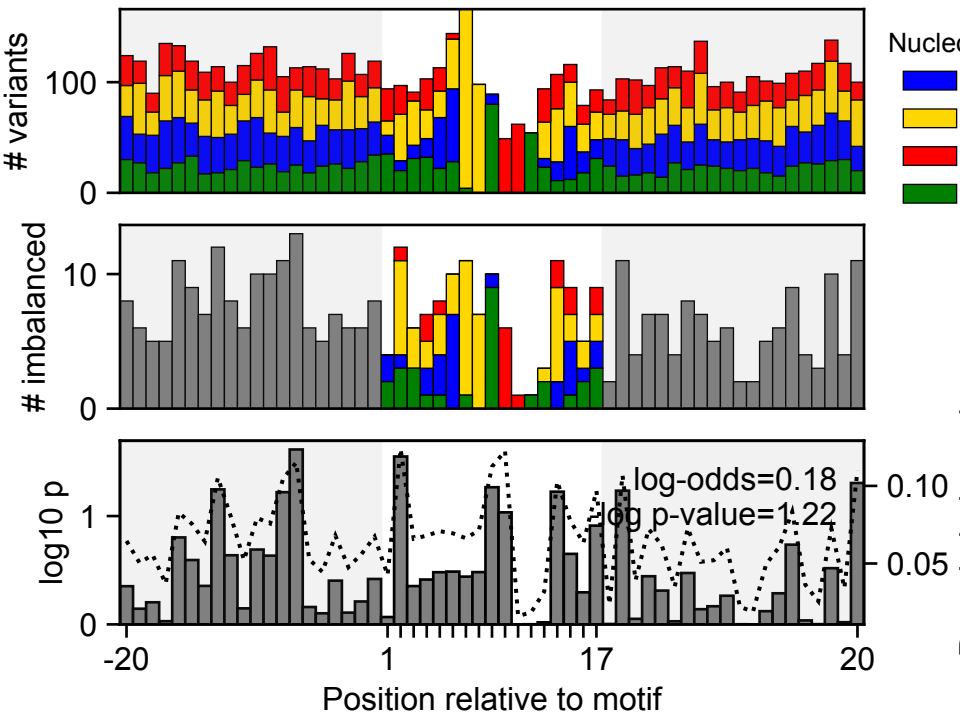 # variants
100
0
Nucleo
# imbalanced
10
0
log10 p
1
0
log-odds=0.18
log p-value=1.22
0.10
0.05
-20
1
17
20
Position relative to motif